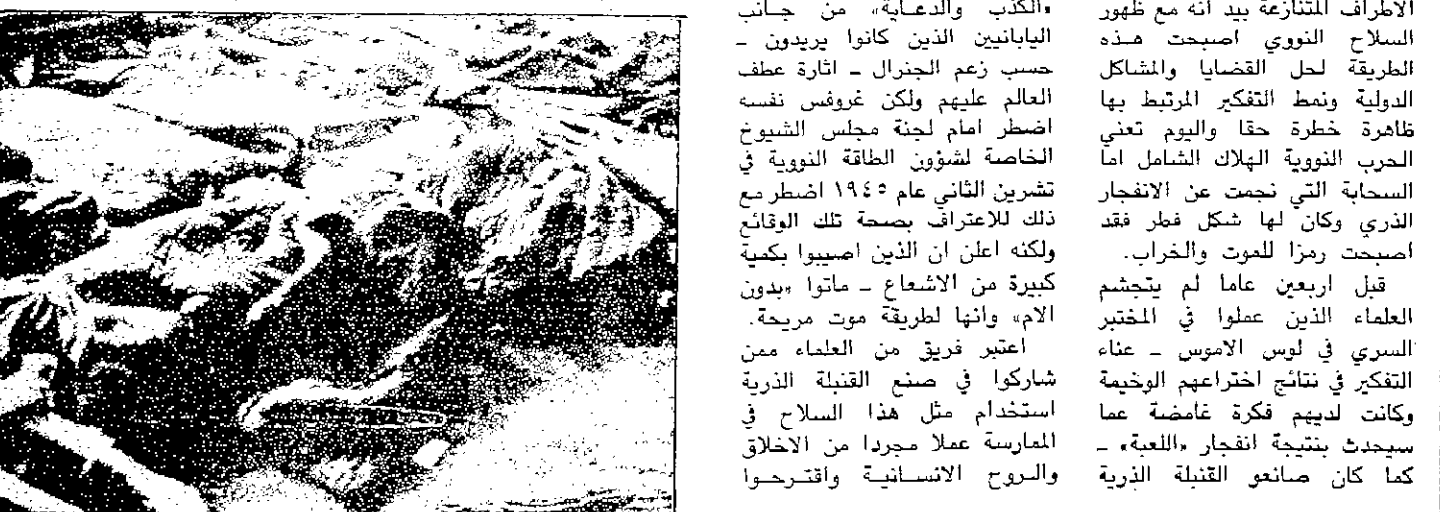 الاطراف المتنازعة بيد انه مع ظهور
السلاح النووي اصبحت هذه
الطريقة لحل القضايا والمشاكل
الدولية ونمط التفكير المرتبط بها
ظاهرة خطرة حقا واليوم تعني
الحرب النووية الهلاك الشامل اما
السحابة التي نجمت عن الانفجار
الذري وكان لها شكل فطر فقد
اصبحت رمزا للموت والخراب.
قبل اربعين عاما لم يتجشم
العلماء الذين عملوا في المختبر
السري في لوس الاموس ـ عناء
التفكير في نتائج اختراعهم الوخيمة
وكانت لديهم فكرة غامضة عما
سيحدث بنتيجة انفجار «اللعبة» ـ
كما كان صانعو القنبلة الذرية
«الكذب والدعاية» من جانب
اليابانيين الذين كانوا يريدون ـ
حسب زعم الجنرال ـ اثارة عطف
العالم عليهم ولكن غروفس نفسه
اضطر امام لجنة مجلس الشيوخ
الخاصة لشؤون الطاقة النووية في
تشرين الثاني عام ١٩٤٥ اضطر مع
ذلك للاعتراف بصحة تلك الوقائع
ولكنه اعلن ان الذين اصيبوا بكمية
كبيرة من الاشعاع ـ ماتوا «بدون
الام» وانها لطريقة موت مريحة.
اعتبر فريق من العلماء ممن
شاركوا في صنع القنبلة الذرية
استخدام مثل هذا السلاح في
الممارسة عملا مجردا من الاخلاق
والروح الانسانية واقترحوا